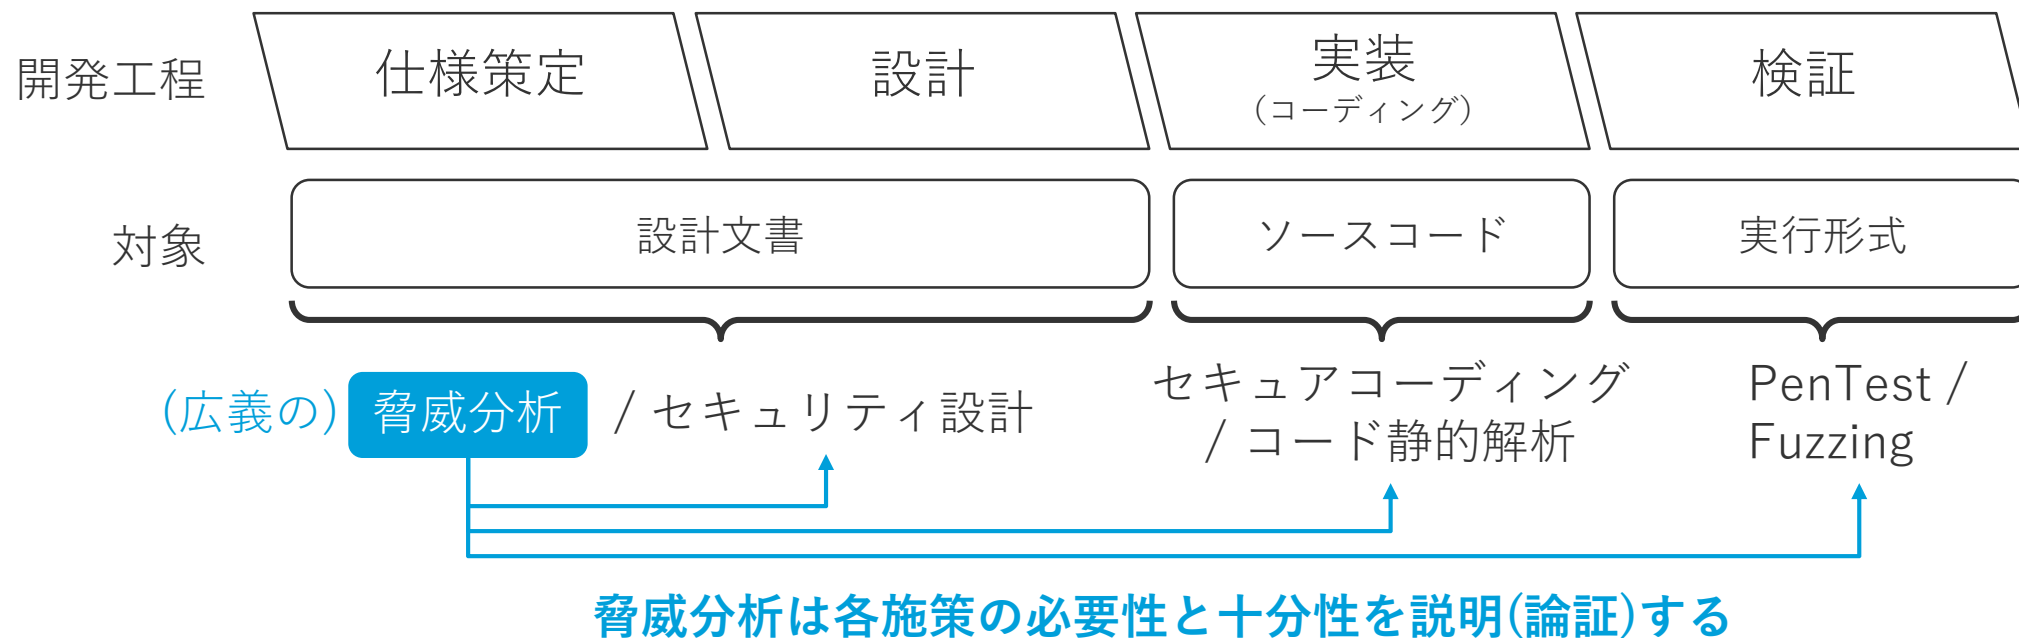 開発工程
仕様策定
設計
実装
(コーディング)
検証
対象
設計文書
ソースコード
実行形式
(広義の) 脅威分析 / セキュリティ設計
セキュアコーディング
/ コード静的解析
PenTest /
Fuzzing
脅威分析は各施策の必要性と十分性を説明(論証)する